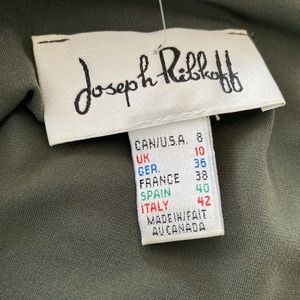 Joseph Ribkoff
CAN/U.S.A. 8
UK 10
GER. 36
FRANCE 38
SPAIN 40
ITALY 42
MADE IN/FAIT
AU CANADA